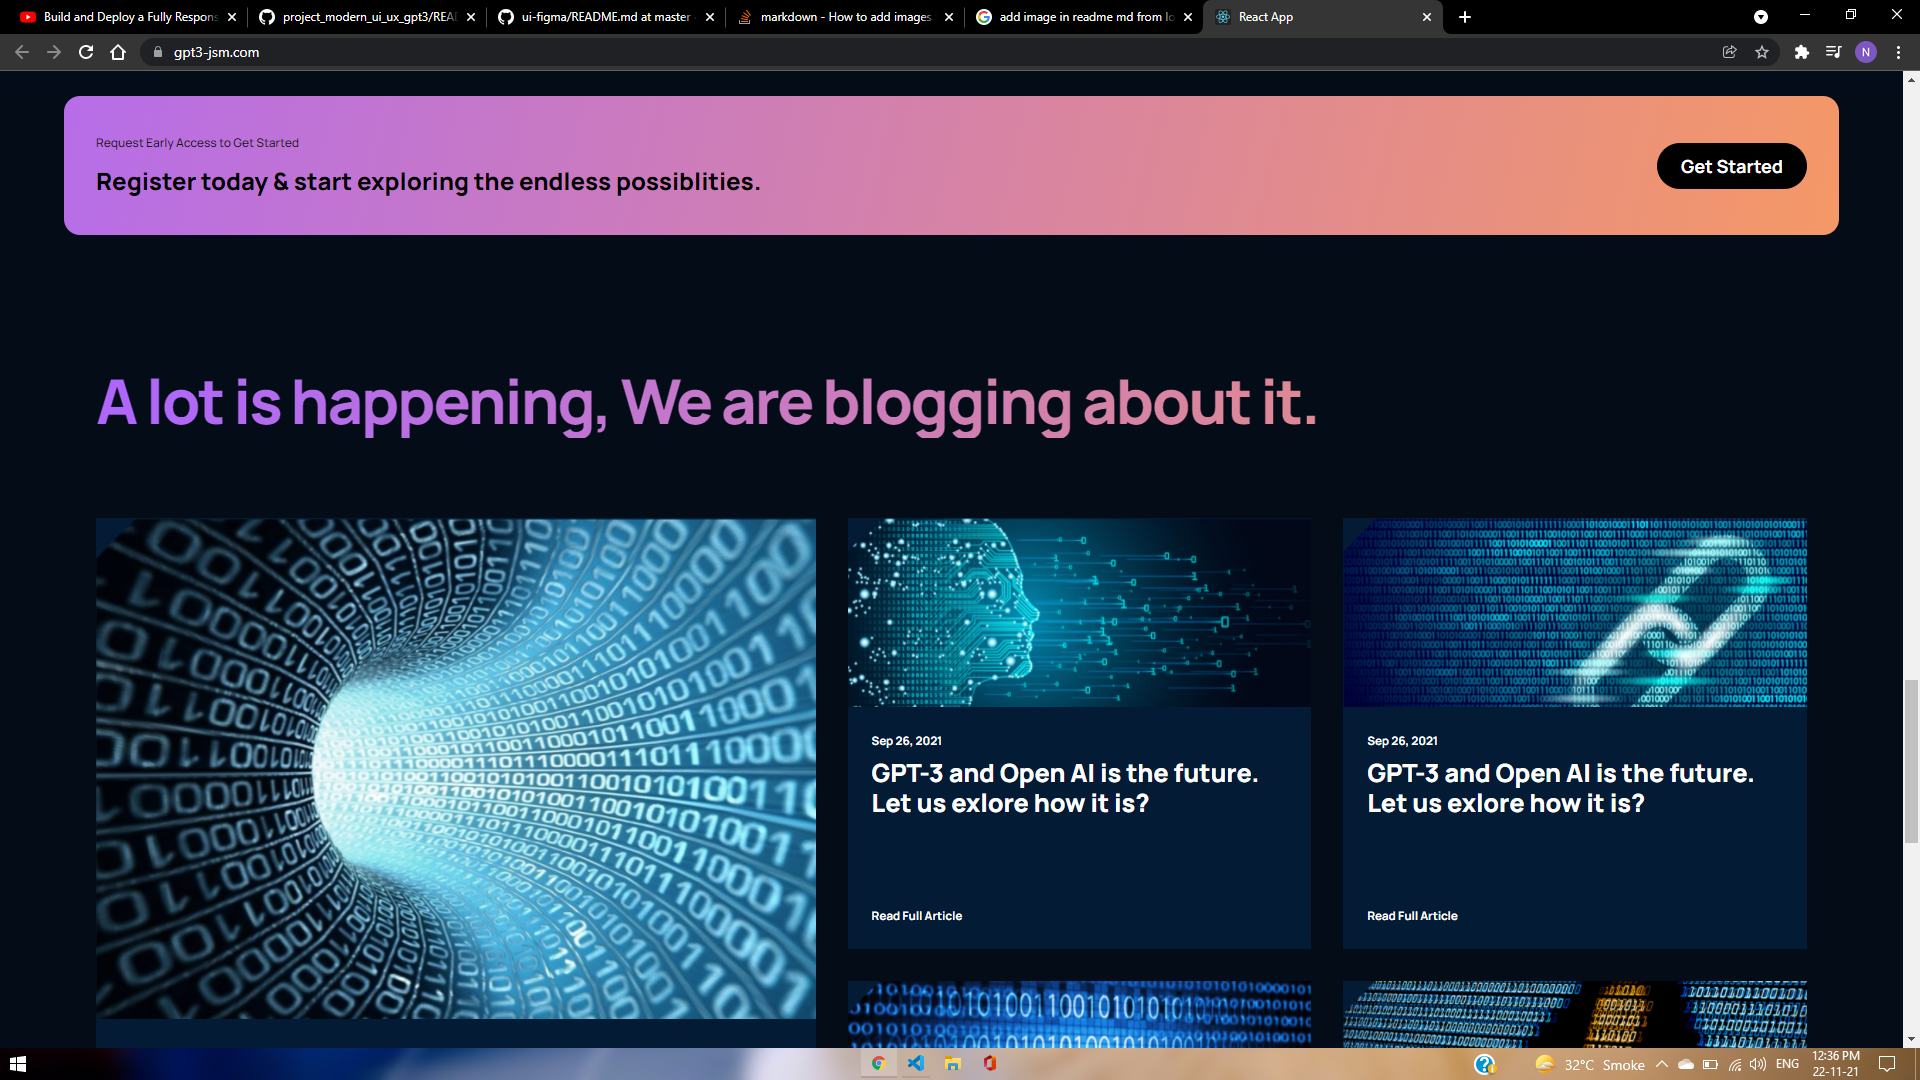 Build and Deploy a Fully Respons
project_modern_ui_ux_gpt3/REA
ui-figma/README.md at master
markdown - How to add images
add image in readme md from lo
React App
gpt3-jsm.com
N
Request Early Access to Get Started
Register today & start exploring the endless possiblities.
Get Started
A lot is happening, We are blogging about it.
Sep 26, 2021
GPT-3 and Open AI is the future.
Let us exlore how it is?
Read Full Article
Sep 26, 2021
GPT-3 and Open AI is the future.
Let us exlore how it is?
Read Full Article
32°C Smoke
ENG
12:36 PM
22-11-21